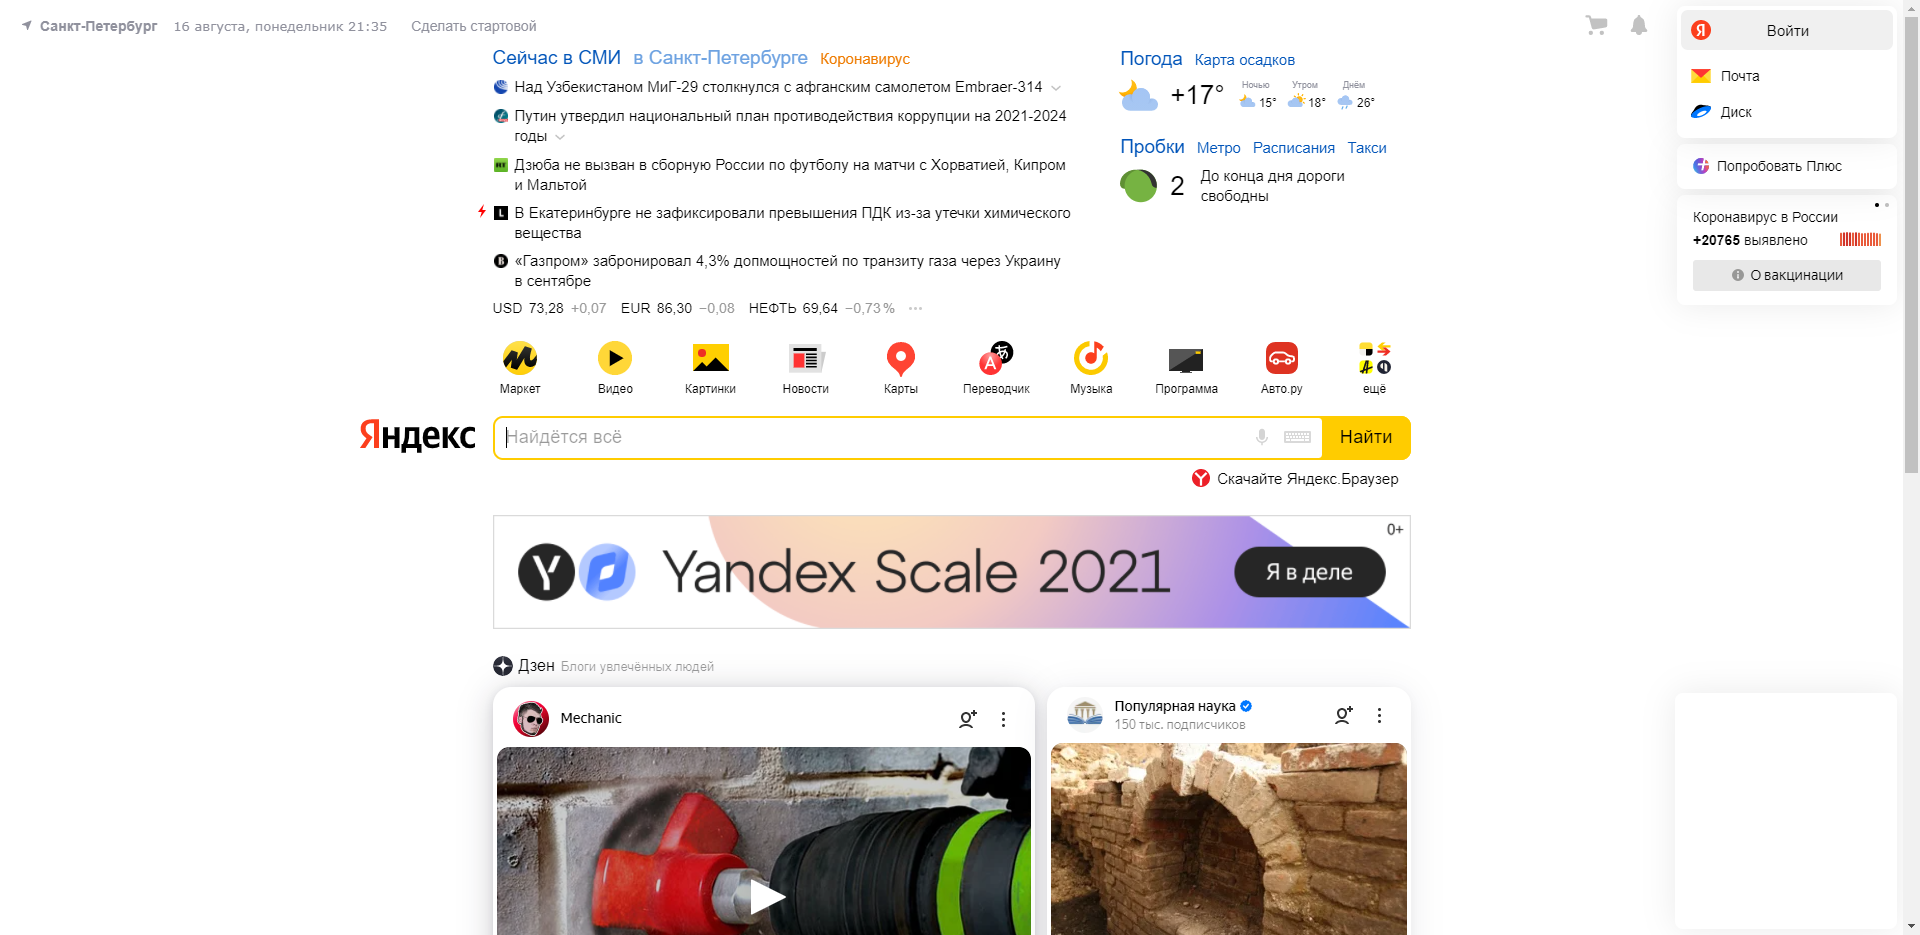 Санкт-Петербург 16 августа, понедельник 21:35 Сделать стартовой
Сейчас в СМИ в Санкт-Петербурге Коронавирус
Над Узбекистаном МиГ-29 столкнулся с афганским самолетом Embraer-314
Путин утвердил национальный план противодействия коррупции на 2021-2024
годы
Дзюба не вызван в сборную России по футболу на матчи с Хорватией, Кипром
и Мальтой
В Екатеринбурге не зафиксировали превышения ПДК из-за утечки химического
вещества
«Газпром» забронировал 4,3% допмощностей по транзиту газа через Украину
в сентябре
USD 73,28 +0,07 EUR 86,30 −0,08 НЕФТЬ 69,64 −0,73% ···
Погода Карта осадков
+17° Ночью 15° Утром 18° Днём 26°
Пробки Метро Расписания Такси
2 До конца дня дороги
свободны
Войти
Почта
Диск
Попробовать Плюс
Коронавирус в России
+20765 выявлено
О вакцинации
Маркет Видео Картинки Новости Карты Переводчик Музыка Программа Авто.ру ещё
Яндекс Найдётся всё Найти
Скачайте Яндекс.Браузер
Yandex Scale 2021 Я в деле 0+
Дзен Блоги увлечённых людей
Mechanic
Популярная наука
150 тыс. подписчиков